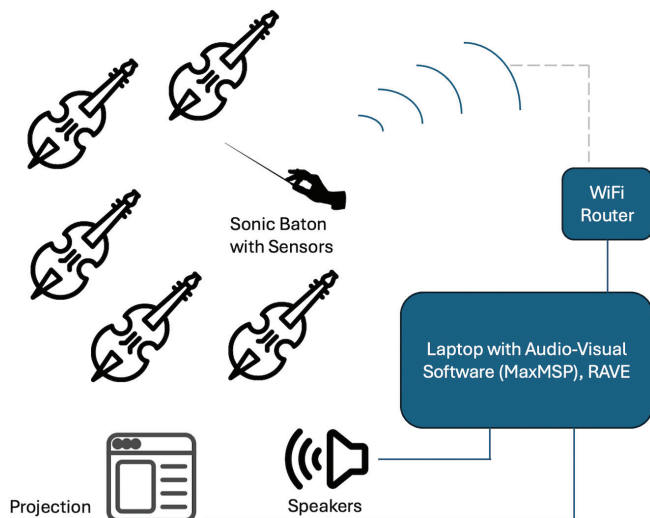 Sonic Baton
with Sensors
WiFi
Router
Laptop with Audio-Visual
Software (MaxMSP), RAVE
Projection
Speakers